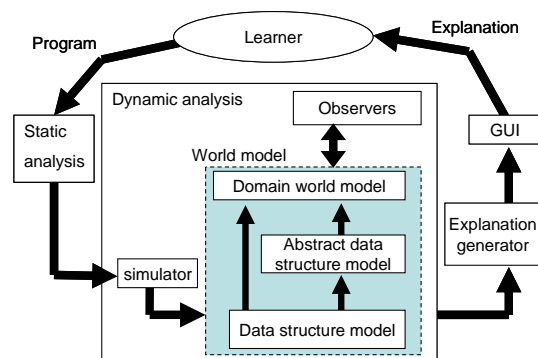 Program
Learner
Explanation
Dynamic analysis
Observers
Static
analysis
GUI
World model
Domain world model
Explanation
generator
Abstract data
structure model
simulator
Data structure model